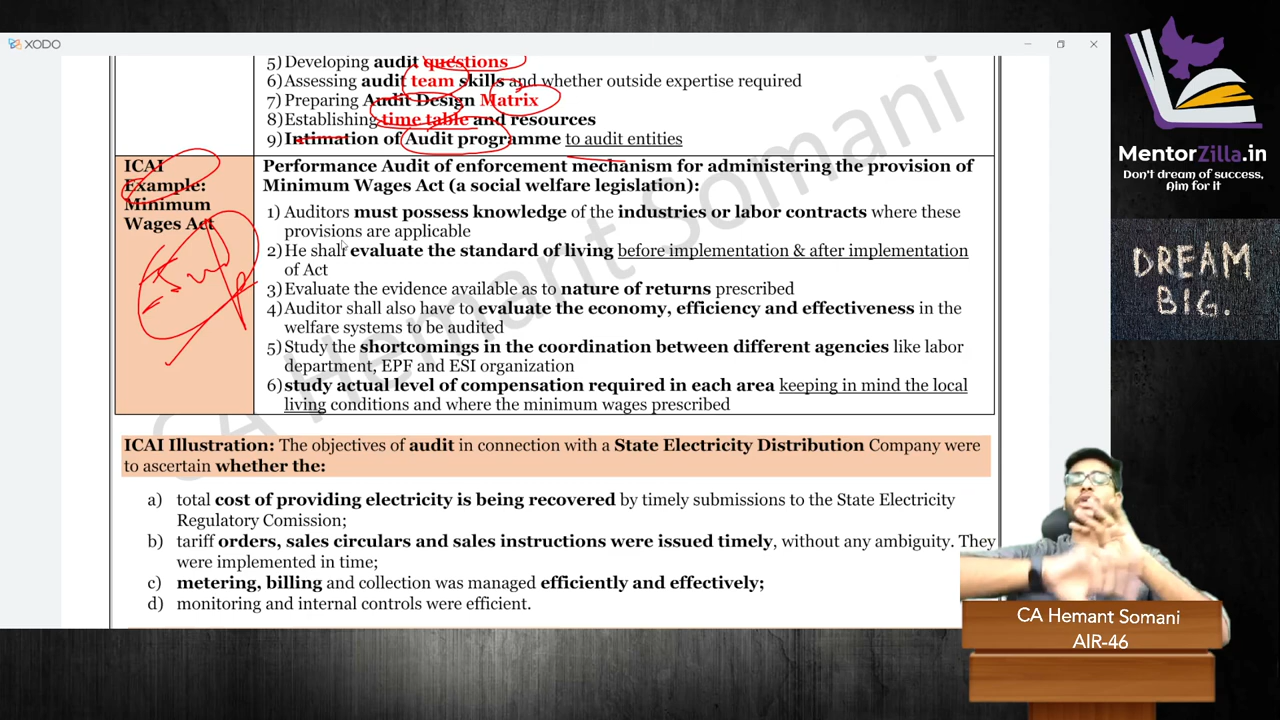 XODO
5) Developing audit questions
6) Assessing audit team skills and whether outside expertise required
7) Preparing Audit Design Matrix
8) Establishing time table and resources
9) Intimation of Audit programme to audit entities
ICAI
Example:
Minimum
Wages Act
Performance Audit of enforcement mechanism for administering the provision of
Minimum Wages Act (a social welfare legislation):
1) Auditors must possess knowledge of the industries or labor contracts where these
provisions are applicable
2) He shall evaluate the standard of living before implementation & after implementation
of Act
3) Evaluate the evidence available as to nature of returns prescribed
4) Auditor shall also have to evaluate the economy, efficiency and effectiveness in the
welfare systems to be audited
5) Study the shortcomings in the coordination between different agencies like labor
department, EPF and ESI organization
6) study actual level of compensation required in each area keeping in mind the local
living conditions and where the minimum wages prescribed
ICAI Illustration: The objectives of audit in connection with a State Electricity Distribution Company were
to ascertain whether the:
a) total cost of providing electricity is being recovered by timely submissions to the State Electricity
Regulatory Comission;
b) tariff orders, sales circulars and sales instructions were issued timely, without any ambiguity. They
were implemented in time;
c) metering, billing and collection was managed efficiently and effectively;
d) monitoring and internal controls were efficient.
CA Hemant Somani
MentorZilla.in
Don't dream of success,
Aim for it
DREAM
BIG.
CA Hemant Somani
AIR-46